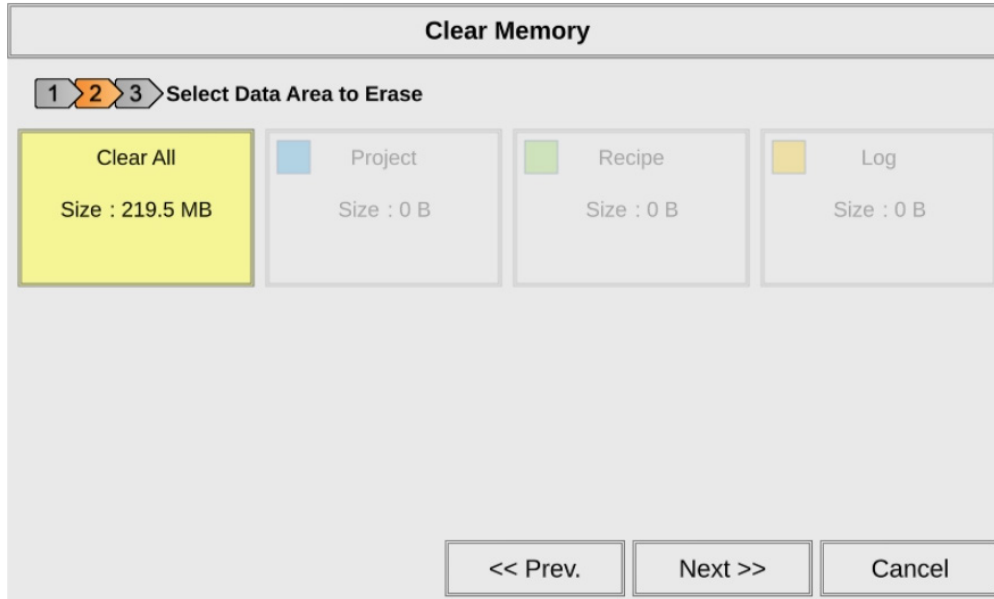 Clear Memory
1 2 3 Select Data Area to Erase
Clear All
Size : 219.5 MB
Project
Size : 0 B
Recipe
Size : 0 B
Log
Size : 0 B
<< Prev.
Next >>
Cancel